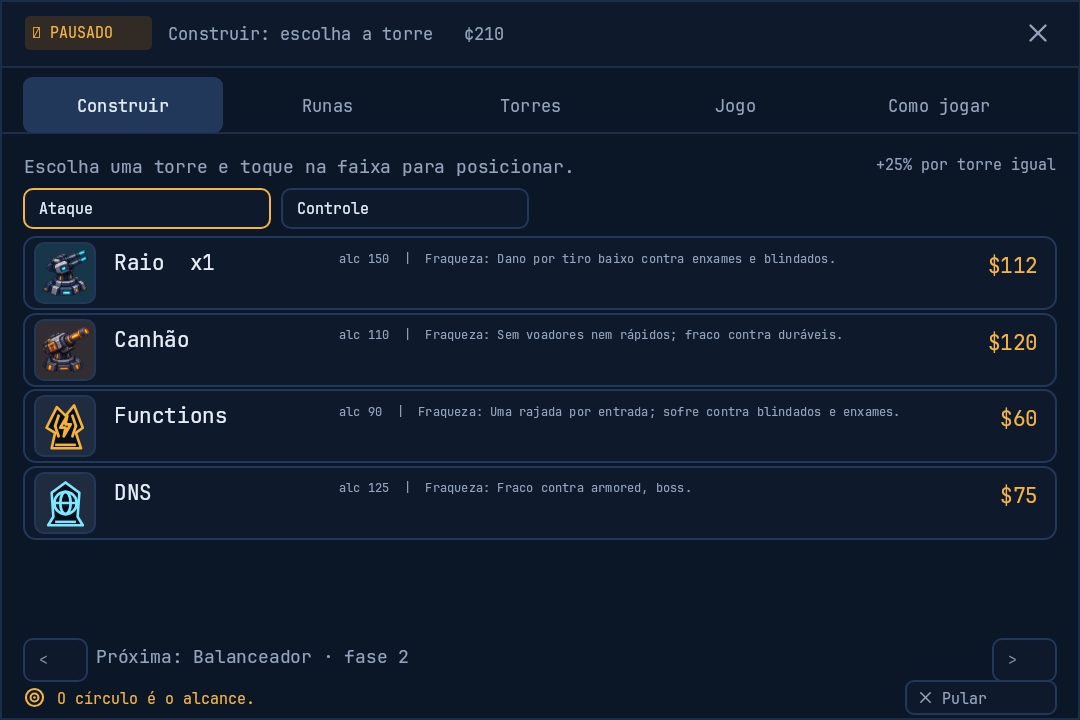 PAUSADO Construir: escolha a torre ₵210
Construir Runas Torres Jogo Como jogar
Escolha uma torre e toque na faixa para posicionar. +25% por torre igual
Ataque Controle
Raio x1 alc 150 | Fraqueza: Dano por tiro baixo contra enxames e blindados. $112
Canhão alc 110 | Fraqueza: Sem voadores nem rápidos; fraco contra duráveis. $120
Functions alc 90 | Fraqueza: Uma rajada por entrada; sofre contra blindados e enxames. $60
DNS alc 125 | Fraqueza: Fraco contra armored, boss. $75
< Próxima: Balanceador · fase 2 >
O círculo é o alcance. Pular